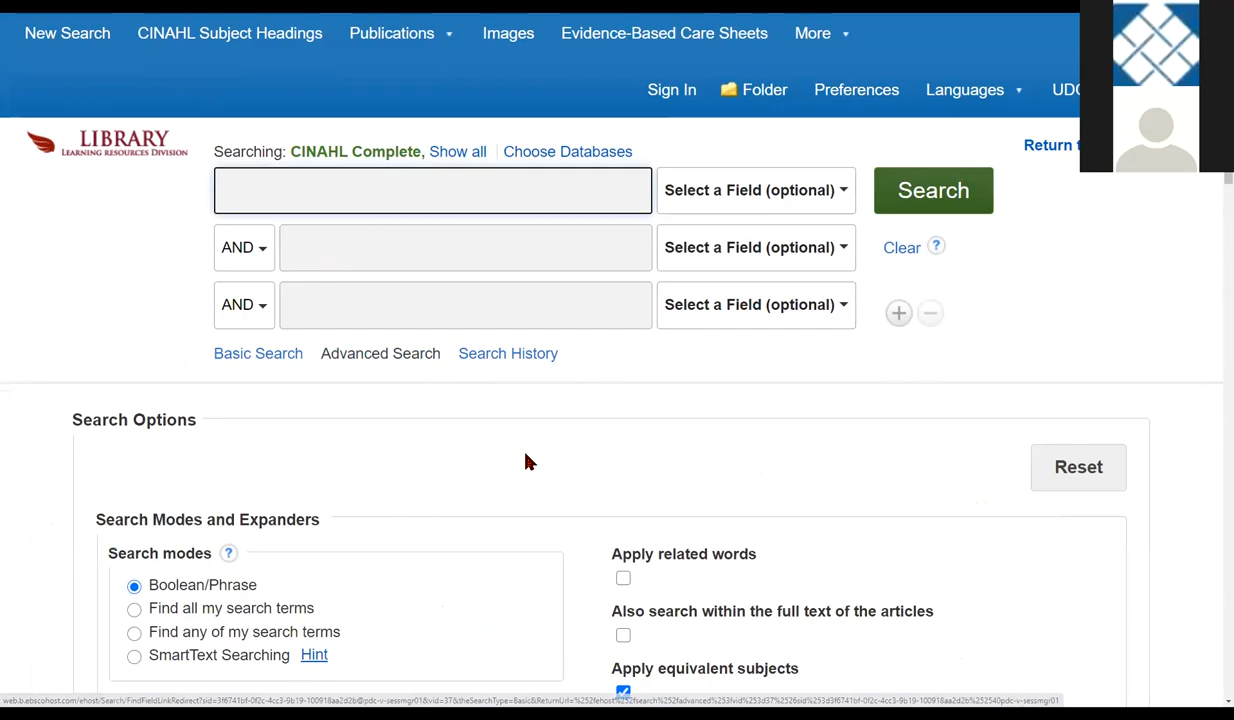 New Search CINAHL Subject Headings Publications Images Evidence-Based Care Sheets More
Sign In Folder Preferences Languages UDC
LIBRARY
LEARNING RESOURCES DIVISION
Searching: CINAHL Complete, Show all Choose Databases
Return
Select a Field (optional) Search
AND Select a Field (optional) Clear ?
AND Select a Field (optional)
Basic Search Advanced Search Search History
Search Options
Reset
Search Modes and Expanders
Search modes ?
Boolean/Phrase
Find all my search terms
Find any of my search terms
SmartText Searching Hint
Apply related words
Also search within the full text of the articles
Apply equivalent subjects